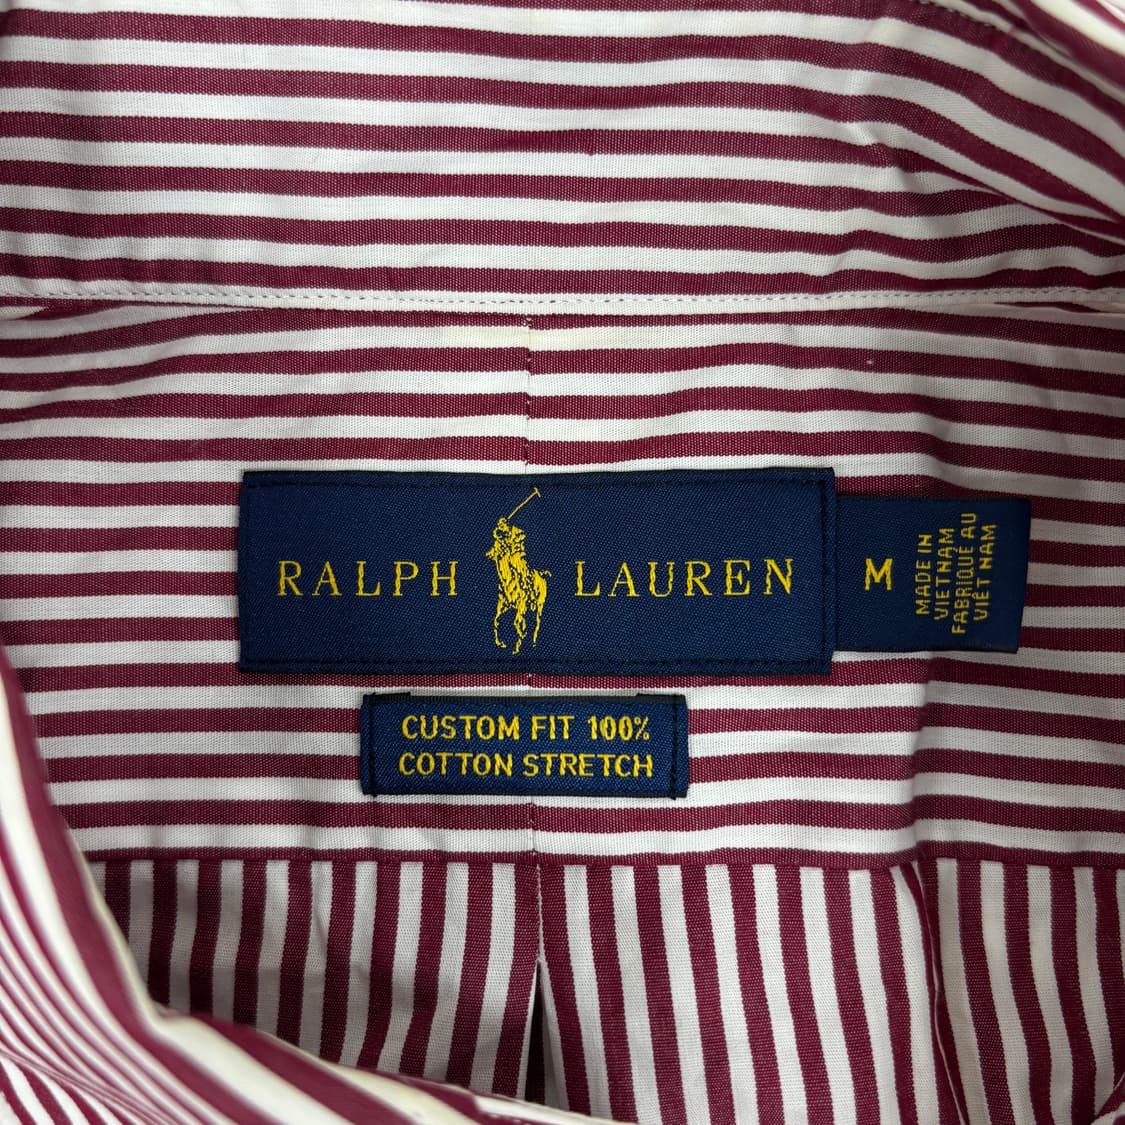 RALPH LAUREN
M
MADE IN
VIETNAM
FABRIQUÉ AU
VIÊT NAM
CUSTOM FIT 100%
COTTON STRETCH